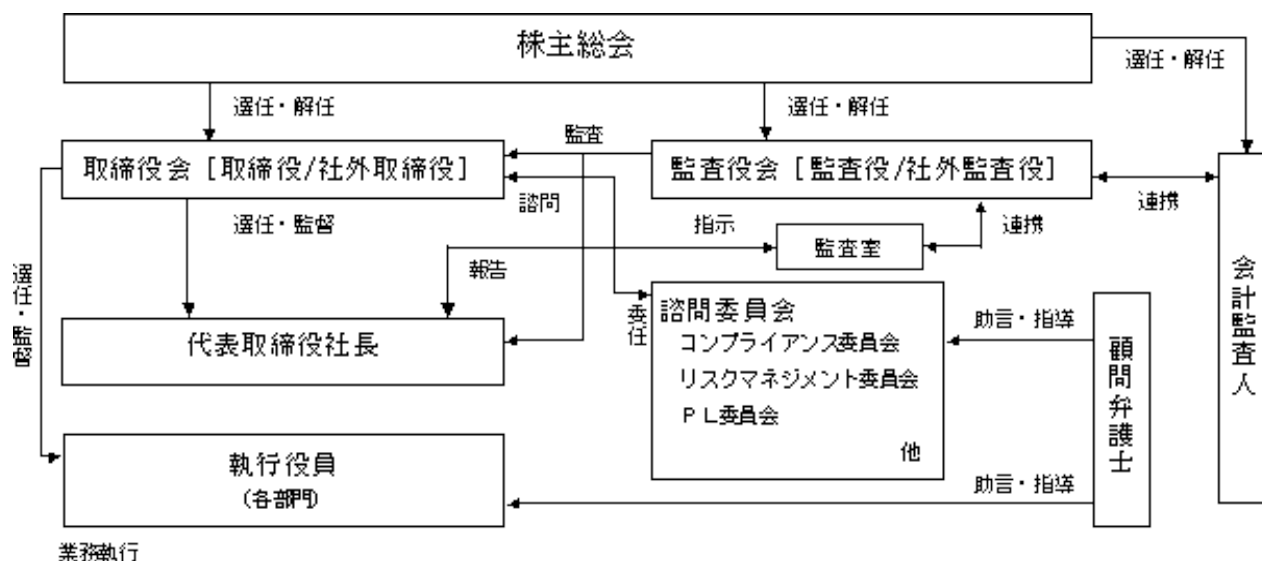 株主総会
選任・解任
選任・解任
選任・解任
監査
取締役会［取締役/社外取締役］
監査役会［監査役/社外監査役］
諮問
連携
選任・監督
指示
監査室
連携
報告
選任・監督
会計監査人
代表取締役社長
委任
諮問委員会
コンプライアンス委員会
リスクマネジメント委員会
ＰＬ委員会
他
助言・指導
顧問弁護士
執行役員
（各部門）
助言・指導
業務執行